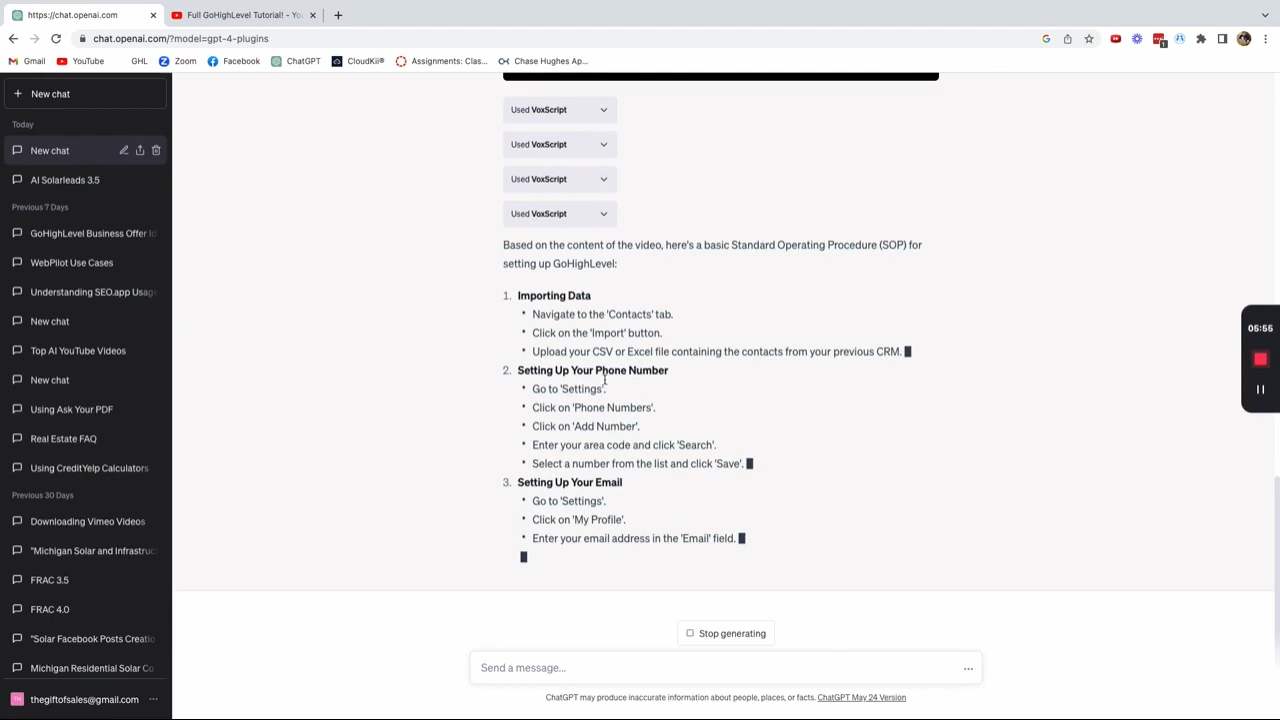 https://chat.openai.com
Full GoHighLevel Tutorial! - You
chat.openai.com/?model=gpt-4-plugins
Gmail
YouTube
GHL
Zoom
Facebook
ChatGPT
CloudKii®
Assignments: Clas...
Chase Hughes Ap...
New chat
Today
New chat
AI Solarleads 3.5
Previous 7 Days
GoHighLevel Business Offer Id
WebPilot Use Cases
Understanding SEO.app Usage
New chat
Top AI YouTube Videos
New chat
Using Ask Your PDF
Real Estate FAQ
Using CreditYelp Calculators
Previous 30 Days
Downloading Vimeo Videos
"Michigan Solar and Infrastruc
FRAC 3.5
FRAC 4.0
"Solar Facebook Posts Creatio
Michigan Residential Solar Co
thegiftofsales@gmail.com
Used VoxScript
Used VoxScript
Used VoxScript
Used VoxScript
Based on the content of the video, here's a basic Standard Operating Procedure (SOP) for
setting up GoHighLevel:
1. Importing Data
• Navigate to the 'Contacts' tab.
• Click on the 'Import' button.
• Upload your CSV or Excel file containing the contacts from your previous CRM.
2. Setting Up Your Phone Number
• Go to 'Settings'.
• Click on 'Phone Numbers'.
• Click on 'Add Number'.
• Enter your area code and click 'Search'.
• Select a number from the list and click 'Save'.
3. Setting Up Your Email
• Go to 'Settings'.
• Click on 'My Profile'.
• Enter your email address in the 'Email' field.
Stop generating
Send a message...
ChatGPT may produce inaccurate information about people, places, or facts. ChatGPT May 24 Version
05:55